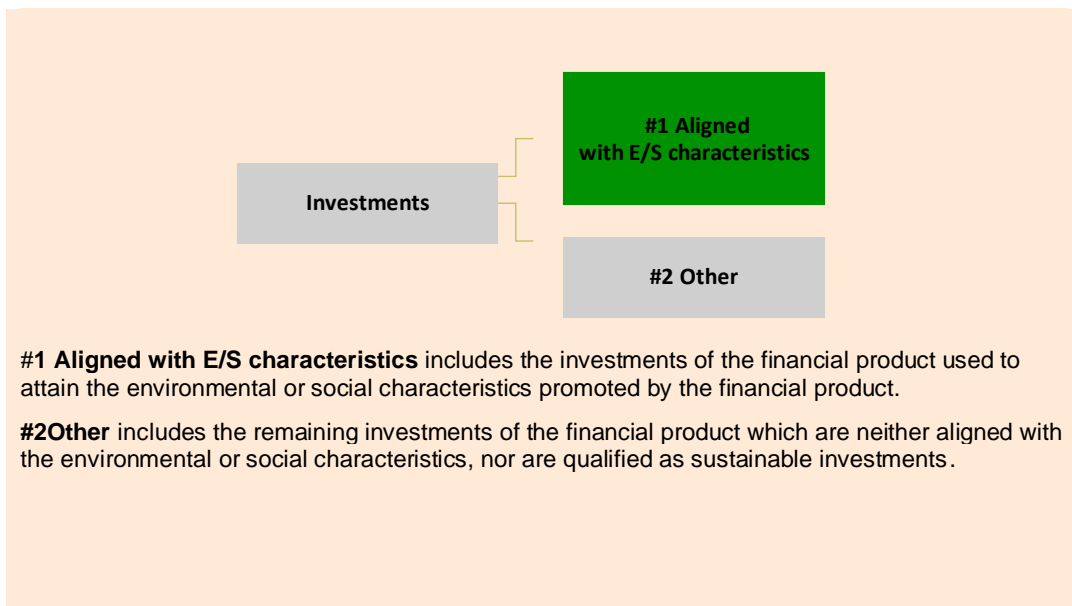 #1 Aligned
with E/S characteristics
Investments
#2 Other
#1 Aligned with E/S characteristics includes the investments of the financial product used to
attain the environmental or social characteristics promoted by the financial product.
#2Other includes the remaining investments of the financial product which are neither aligned with
the environmental or social characteristics, nor are qualified as sustainable investments.